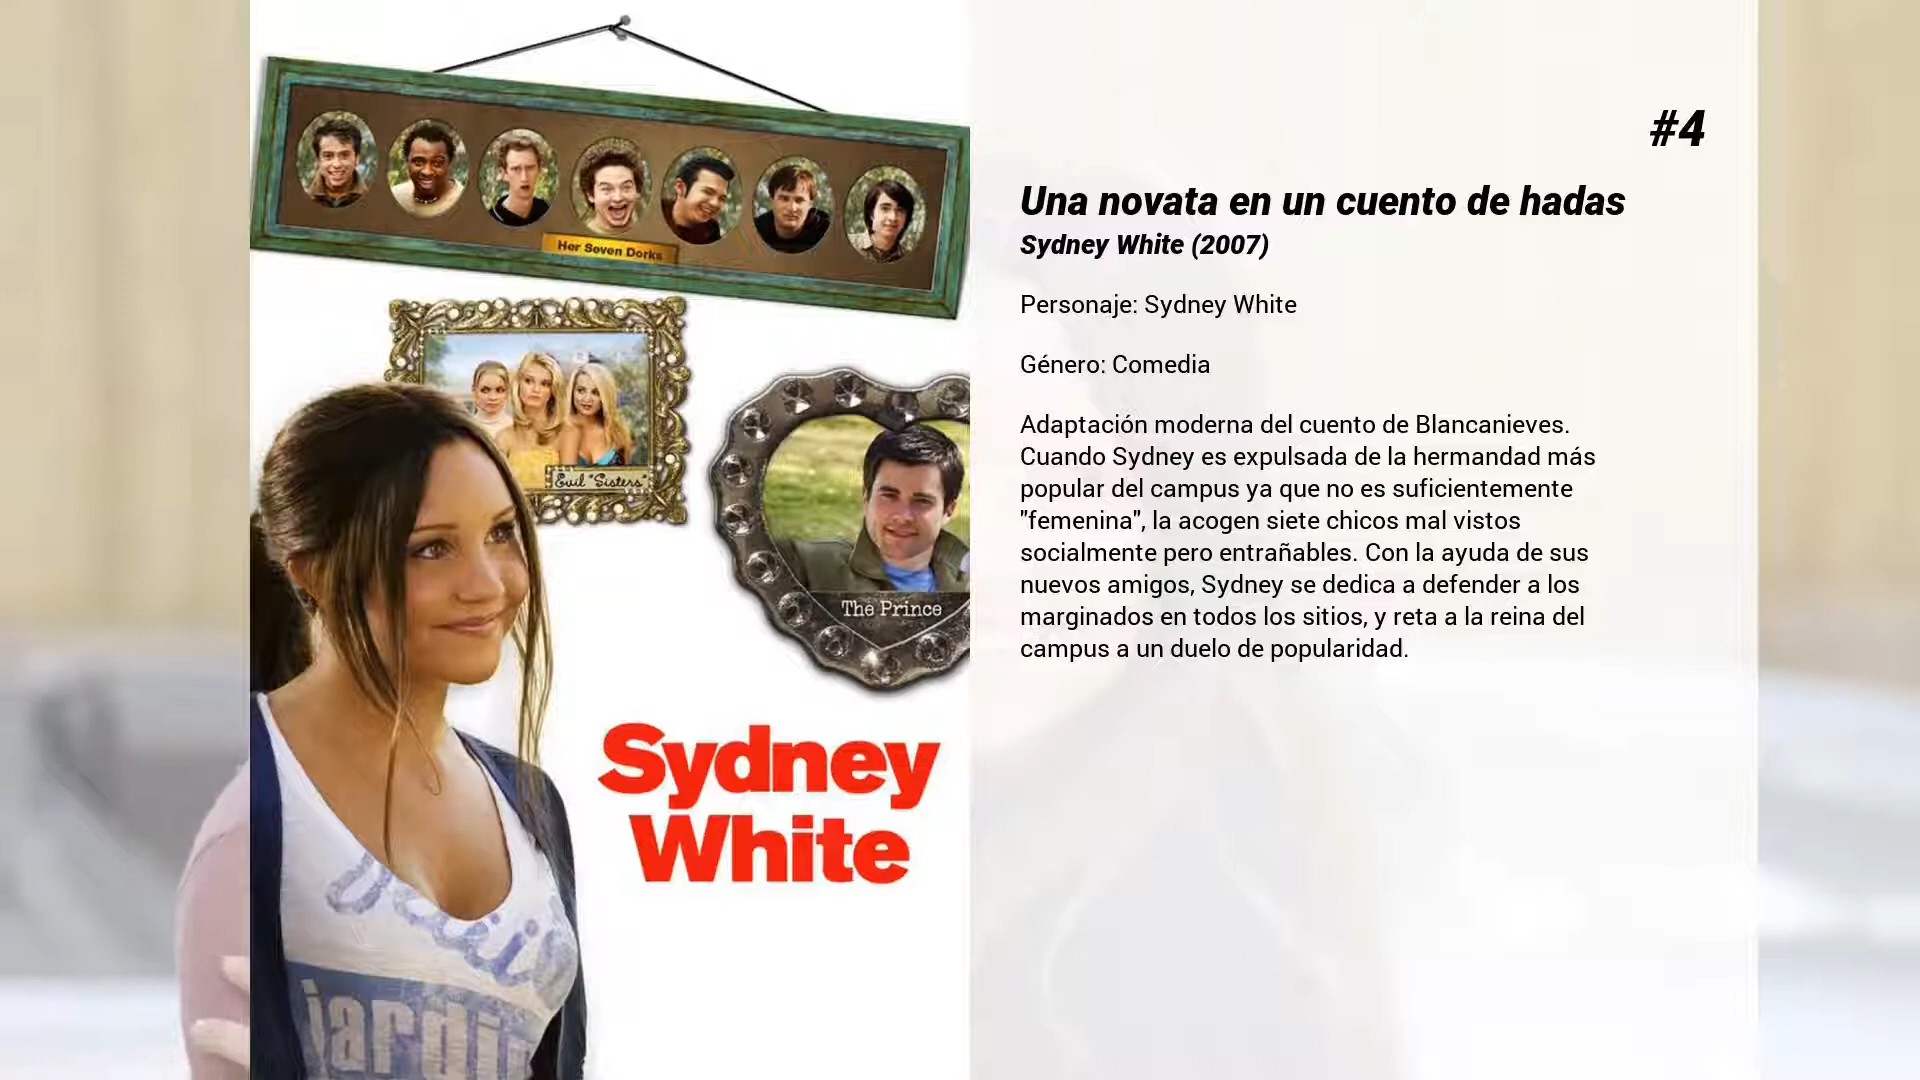 #4
Una novata en un cuento de hadas
Sydney White (2007)
Personaje: Sydney White
Género: Comedia
Adaptación moderna del cuento de Blancanieves.
Cuando Sydney es expulsada de la hermandad más
popular del campus ya que no es suficientemente
"femenina", la acogen siete chicos mal vistos
socialmente pero entrañables. Con la ayuda de sus
nuevos amigos, Sydney se dedica a defender a los
marginados en todos los sitios, y reta a la reina del
campus a un duelo de popularidad.
Her Seven Dorks
Evil "Sisters"
The Prince
Sydney
White
jardin